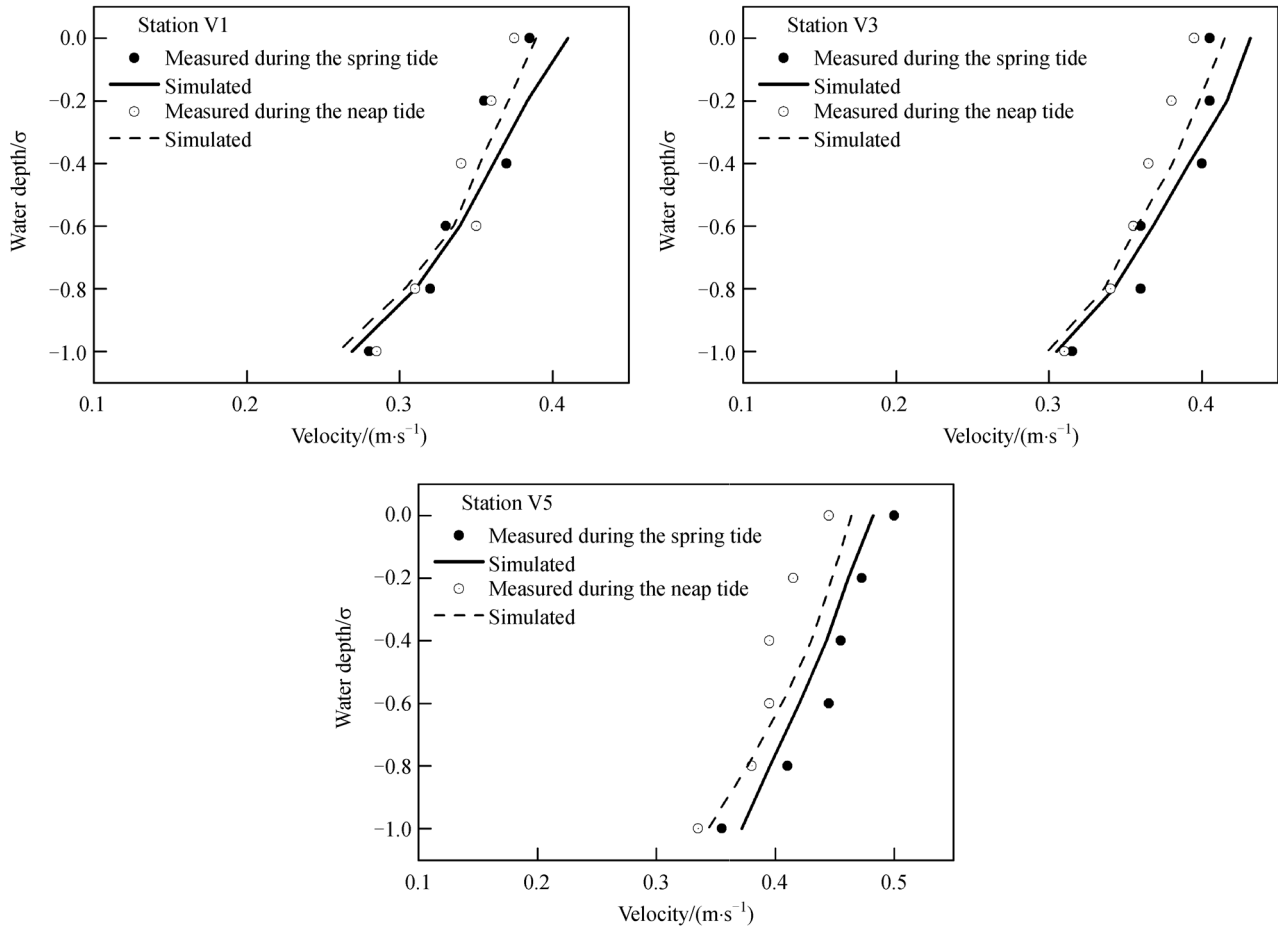 Station V1
Measured during the spring tide
Simulated
Measured during the neap tide
Simulated
0.0
−0.2
−0.4
−0.6
−0.8
−1.0
Water depth/σ
0.1 0.2 0.3 0.4
Velocity/(m·s⁻¹)
Station V3
Measured during the spring tide
Simulated
Measured during the neap tide
Simulated
0.0
−0.2
−0.4
−0.6
−0.8
−1.0
Water depth/σ
0.1 0.2 0.3 0.4
Velocity/(m·s⁻¹)
Station V5
Measured during the spring tide
Simulated
Measured during the neap tide
Simulated
0.0
−0.2
−0.4
−0.6
−0.8
−1.0
Water depth/σ
0.1 0.2 0.3 0.4 0.5
Velocity/(m·s⁻¹)